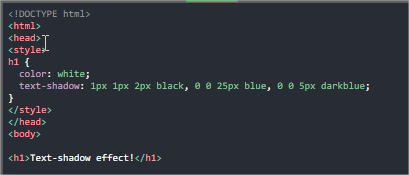 <!DOCTYPE html>
<html>
<head>
<style>
h1 {
  color: white;
  text-shadow: 1px 1px 2px black, 0 0 25px blue, 0 0 5px darkblue;
}
</style>
</head>
<body>
<h1>Text-shadow effect!</h1>